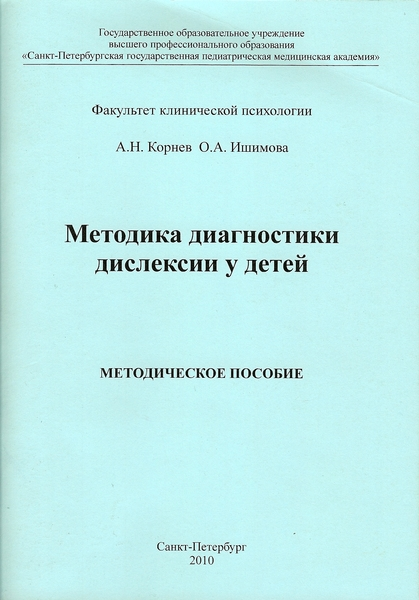 Государственное образовательное учреждение
высшего профессионального образования
«Санкт-Петербургская государственная педиатрическая медицинская академия»
Факультет клинической психологии
А.Н. Корнев О.А. Ишимова
Методика диагностики
дислексии у детей
МЕТОДИЧЕСКОЕ ПОСОБИЕ
Санкт-Петербург
2010